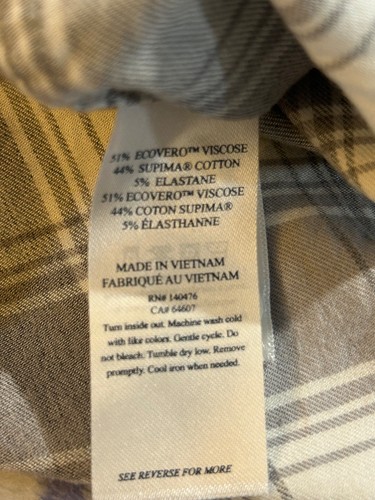 51% ECOVERO™ VISCOSE
44% SUPIMA® COTTON
5% ELASTANE
51% ECOVERO™ VISCOSE
44% COTON SUPIMA®
5% ÉLASTHANNE
MADE IN VIETNAM
FABRIQUÉ AU VIETNAM
RN# 140476
CA# 64607
Turn inside out. Machine wash cold
with like colors. Gentle cycle. Do
not bleach. Tumble dry low. Remove
promptly. Cool iron when needed.
SEE REVERSE FOR MORE